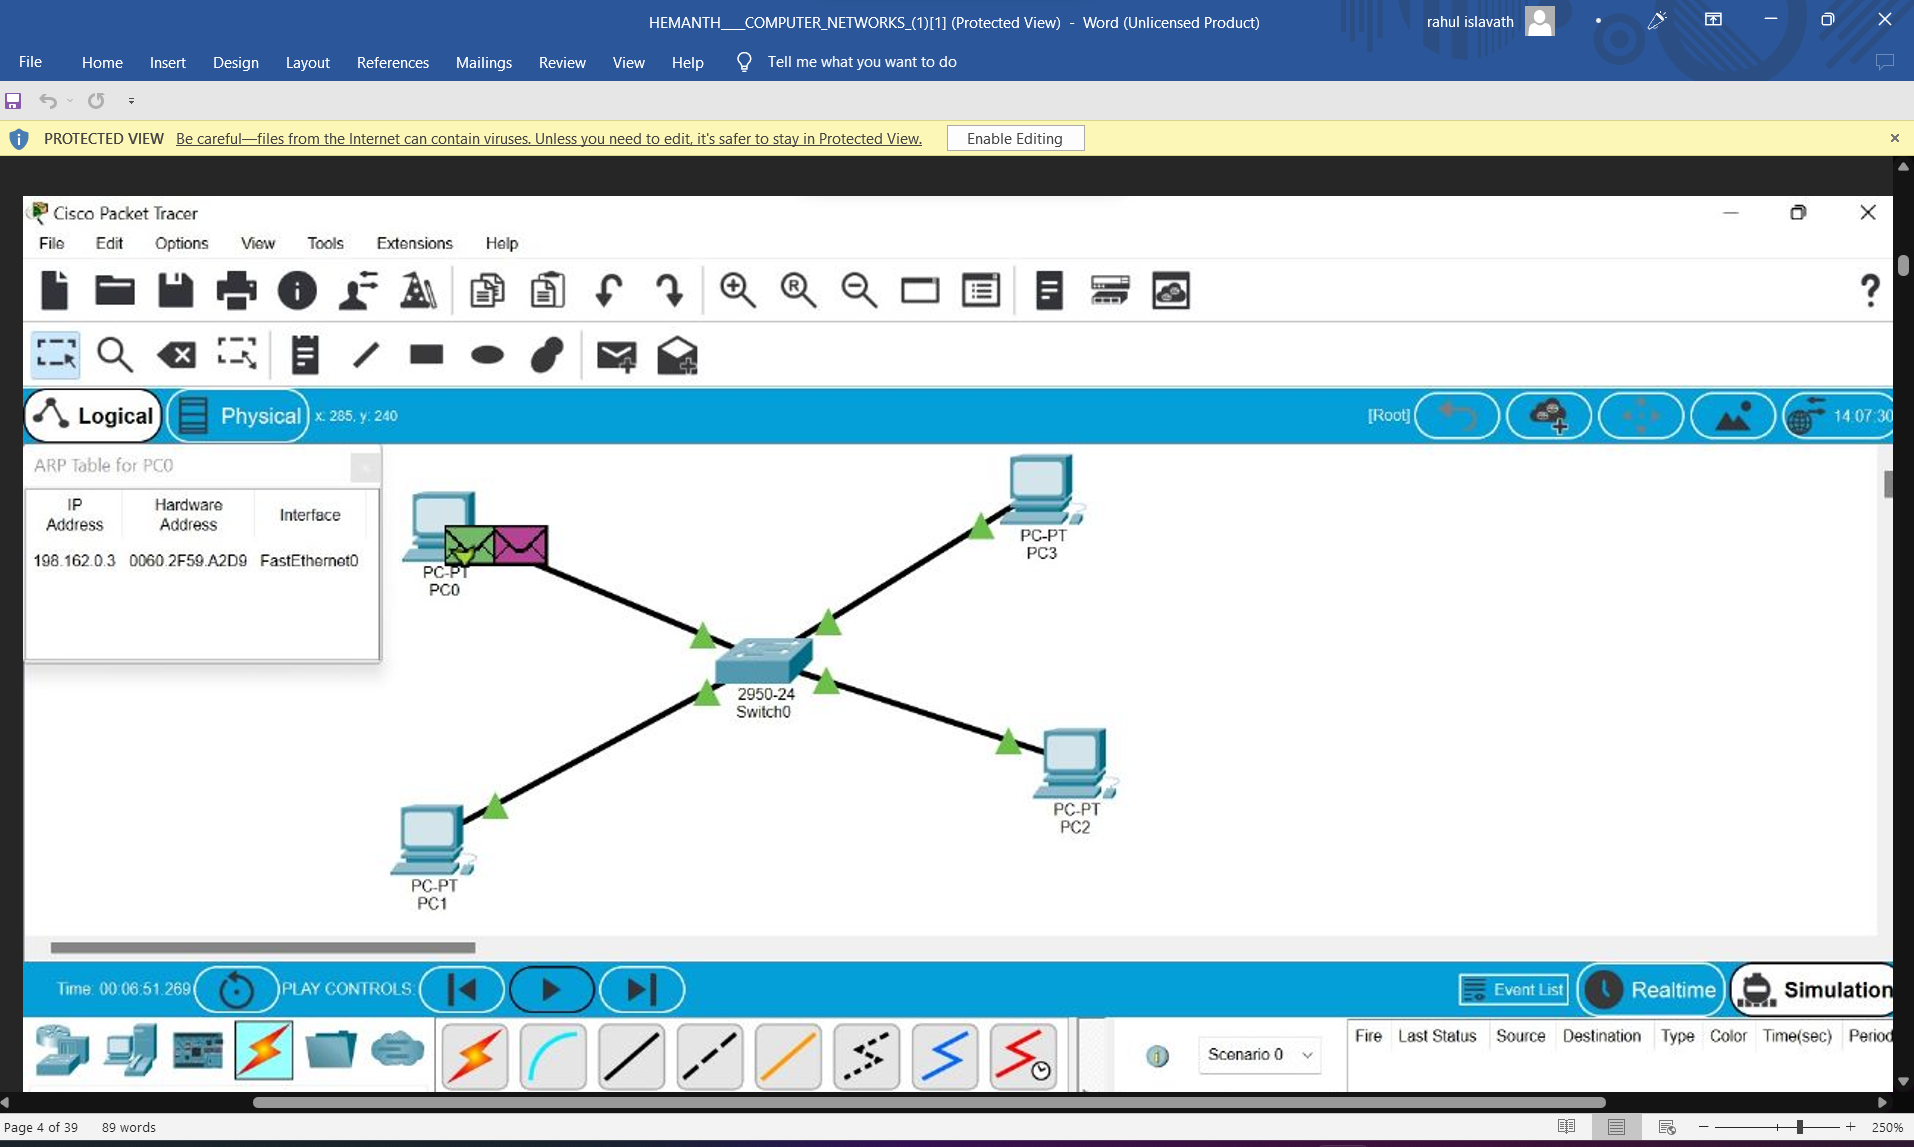 HEMANTH___COMPUTER_NETWORKS_(1)[1] (Protected View) - Word (Unlicensed Product)
rahul islavath
File Home Insert Design Layout References Mailings Review View Help Tell me what you want to do
PROTECTED VIEW Be careful—files from the Internet can contain viruses. Unless you need to edit, it's safer to stay in Protected View. Enable Editing
Cisco Packet Tracer
File Edit Options View Tools Extensions Help
Logical Physical x: 285, y: 240 [Root] 14:07:30
ARP Table for PC0
IP Address Hardware Address Interface
198.162.0.3 0060.2F59.A2D9 FastEthernet0
PC-PT
PC0
PC-PT
PC3
2950-24
Switch0
PC-PT
PC2
PC-PT
PC1
Time: 00:06:51.269 PLAY CONTROLS: Event List Realtime Simulation
Scenario 0
Fire Last Status Source Destination Type Color Time(sec) Period
Page 4 of 39 89 words 250%